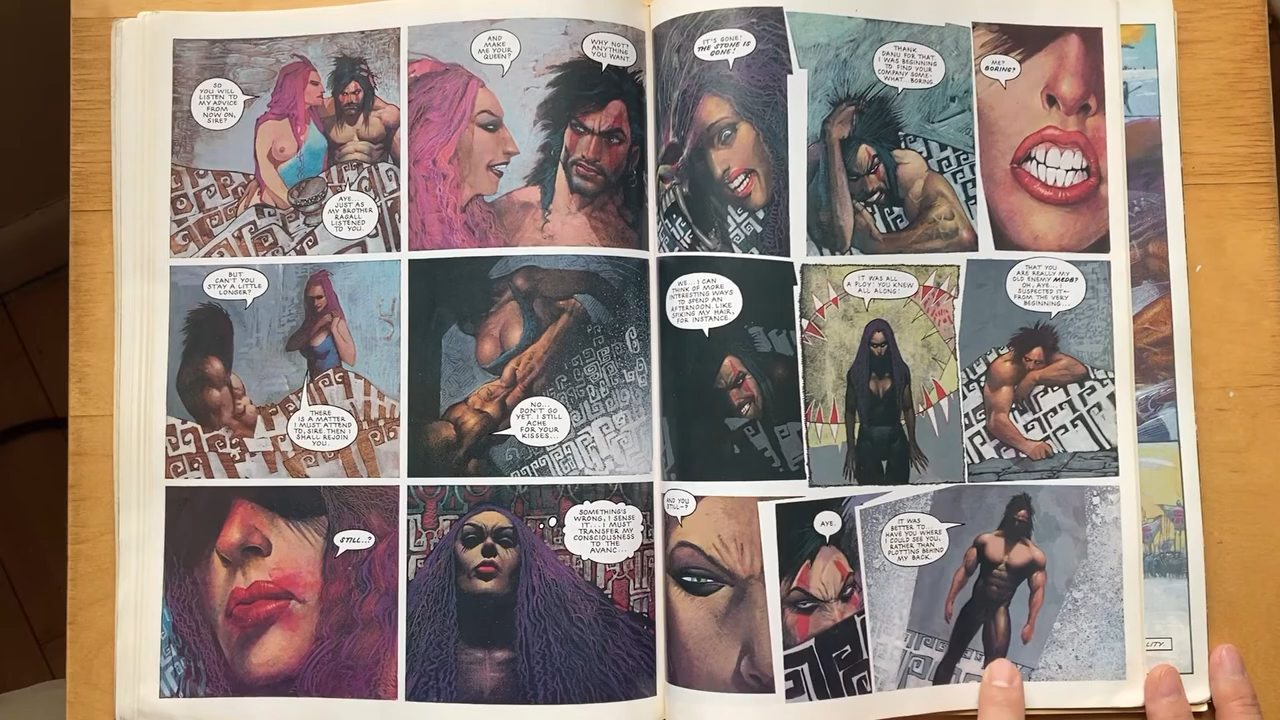 SO
YOU WILL
LISTEN TO
MY ADVICE
FROM
NOW ON,
SIRE?
AYE...
JUST AS
MY BROTHER
RAGALL
LISTENED
TO YOU.
AND
MAKE
ME YOUR
QUEEN?
WHY NOT?
ANYTHING
YOU WANT.
BUT
CAN'T YOU
STAY A LITTLE
LONGER?
THERE
IS A MATTER
I MUST ATTEND
TO, SIRE. THEN I
SHALL REJOIN
YOU.
NO...
DON'T GO
YET. I STILL
ACHE
FOR YOUR
KISSES...
STILL..?
SOMETHING'S
WRONG, I SENSE
IT... I MUST
TRANSFER MY
CONSCIOUSNESS
TO THE
AVANC...
IT'S GONE!
THE STONE IS
GONE!
THANK
DANU FOR THAT.
I WAS BEGINNING
TO FIND YOUR
COMPANY SOME-
WHAT... BORING.
ME?
BORING?
WE... I CAN
THINK OF MORE
INTERESTING WAYS
TO SPEND AN
AFTERNOON. LIKE
SPIKING MY HAIR,
FOR INSTANCE.
IT WAS ALL
A PLOY! YOU KNEW
ALL ALONG!
THAT YOU
ARE REALLY MY
OLD ENEMY MEDB?
OH, AYE... I
SUSPECTED IT
FROM THE VERY
BEGINNING...
AND YOU
STILL-?
AYE.
IT WAS
BETTER TO...
HAVE YOU WHERE
I COULD SEE YOU,
RATHER THAN
PLOTTING BEHIND
MY BACK.
LITY.